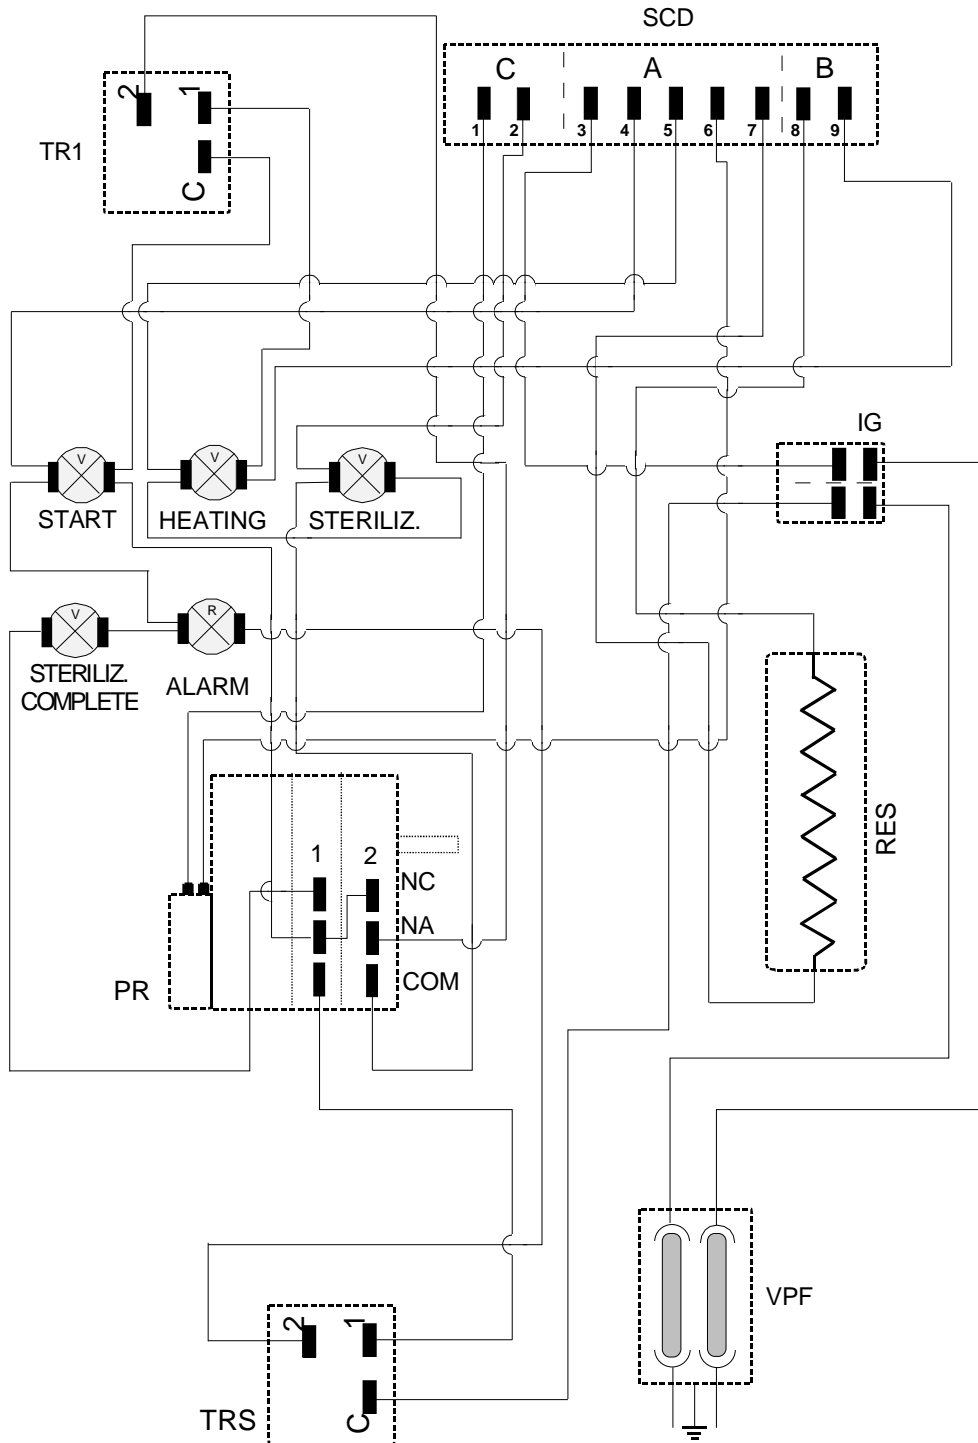 SCD
C A B
1 2 3 4 5 6 7 8 9
2 1
TR1
C
IG
V V V
START HEATING STERILIZ.
V R
STERILIZ.
COMPLETE
ALARM
RES
1 2
NC
NA
COM
PR
VPF
2 1
TRS
C